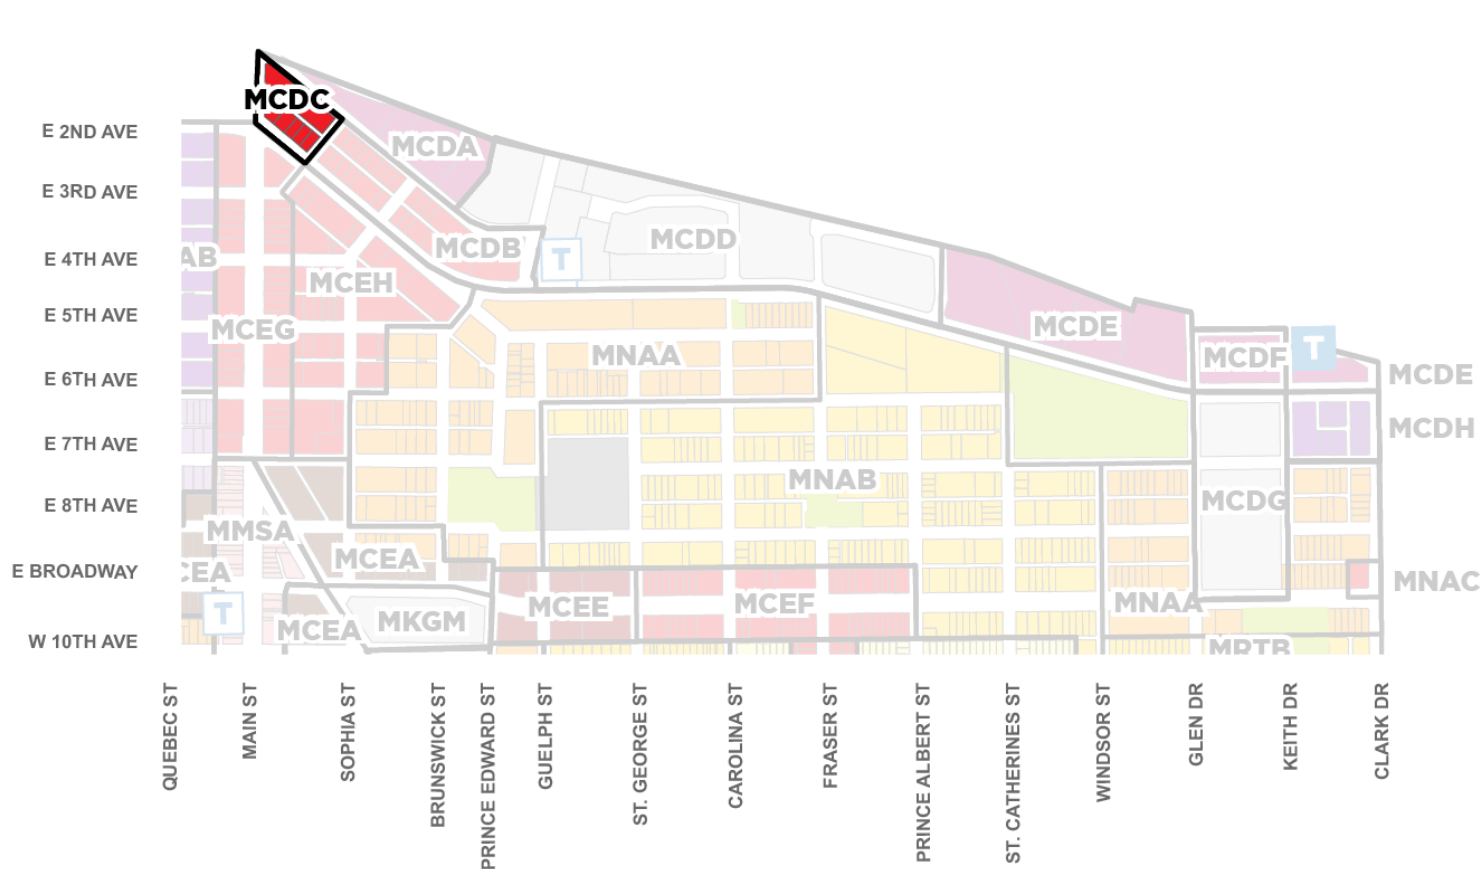 MCDC
E 2ND AVE
MCDA
E 3RD AVE
MCDD
MCDB
T
E 4TH AVE
AB
MCEH
E 5TH AVE
MCEG
MCDE
MNAA
MCDF
T
E 6TH AVE
MCDE
MCDH
E 7TH AVE
MNAB
E 8TH AVE
MCDG
MMSA
MCEA
E BROADWAY
CEA
MNAC
MCEE
MCEF
MNAA
T
MCEA
MKGM
W 10TH AVE
MRTB
QUEBEC ST
MAIN ST
SOPHIA ST
BRUNSWICK ST
PRINCE EDWARD ST
GUELPH ST
ST. GEORGE ST
CAROLINA ST
FRASER ST
PRINCE ALBERT ST
ST. CATHERINES ST
WINDSOR ST
GLEN DR
KEITH DR
CLARK DR